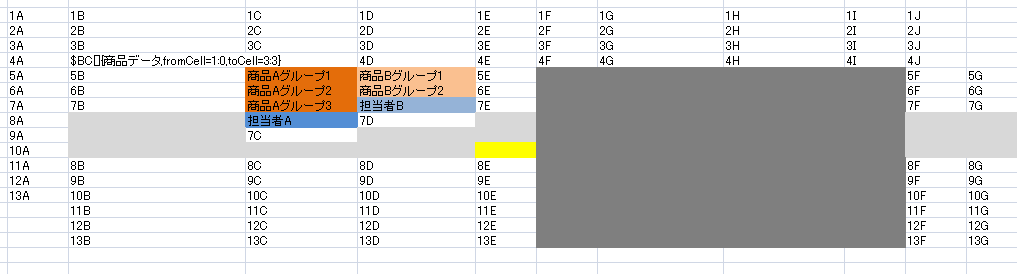 1A 1B 1C 1D 1E 1F 1G 1H 1I 1J
2A 2B 2C 2D 2E 2F 2G 2H 2I 2J
3A 3B 3C 3D 3E 3F 3G 3H 3I 3J
4A $BC[]{商品データ,fromCell=1:0,toCell=3:3} 4D 4E 4F 4G 4H 4I 4J
5A 5B 商品Aグループ1 商品Bグループ1 5E 5F 5G
6A 6B 商品Aグループ2 商品Bグループ2 6E 6F 6G
7A 7B 商品Aグループ3 担当者B 7E 7F 7G
8A 担当者A 7D
9A 7C
10A
11A 8B 8C 8D 8E 8F 8G
12A 9B 9C 9D 9E 9F 9G
13A 10B 10C 10D 10E 10F 10G
11B 11C 11D 11E 11F 11G
12B 12C 12D 12E 12F 12G
13B 13C 13D 13E 13F 13G